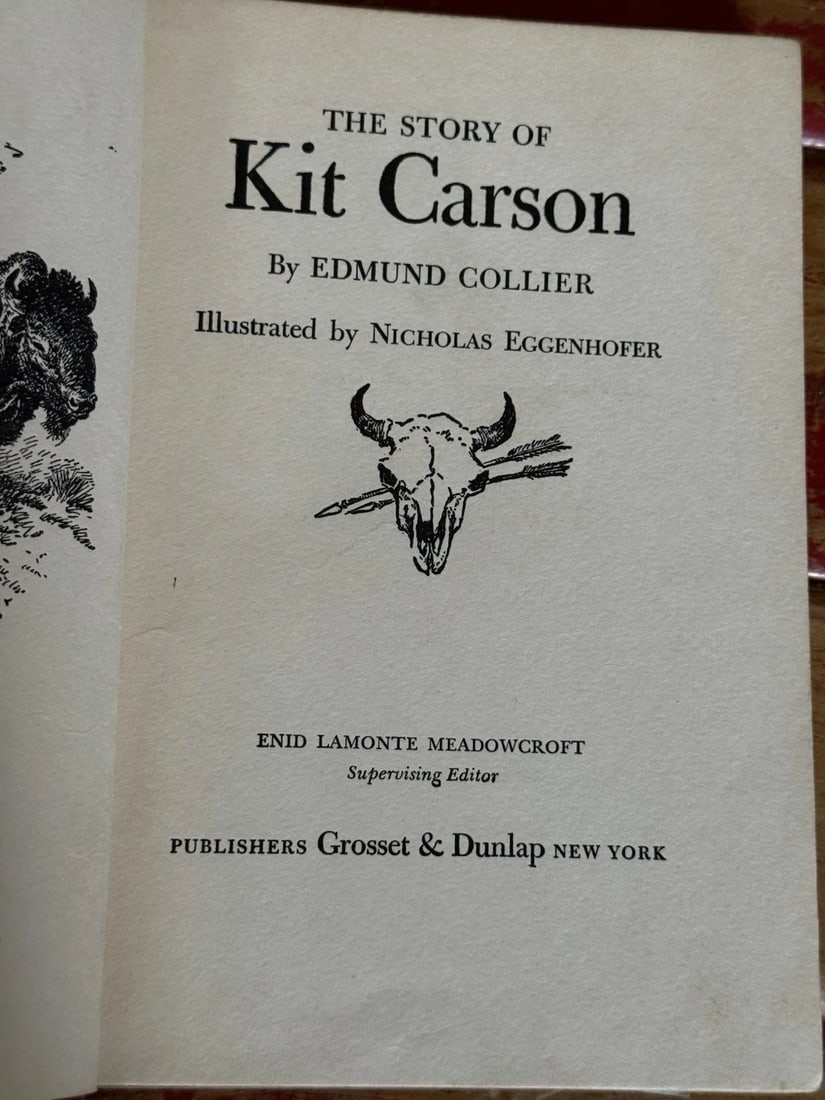 THE STORY OF
Kit Carson
By EDMUND COLLIER
Illustrated by NICHOLAS EGGENHOFER
ENID LAMONTE MEADOWCROFT
Supervising Editor
PUBLISHERS Grosset & Dunlap NEW YORK